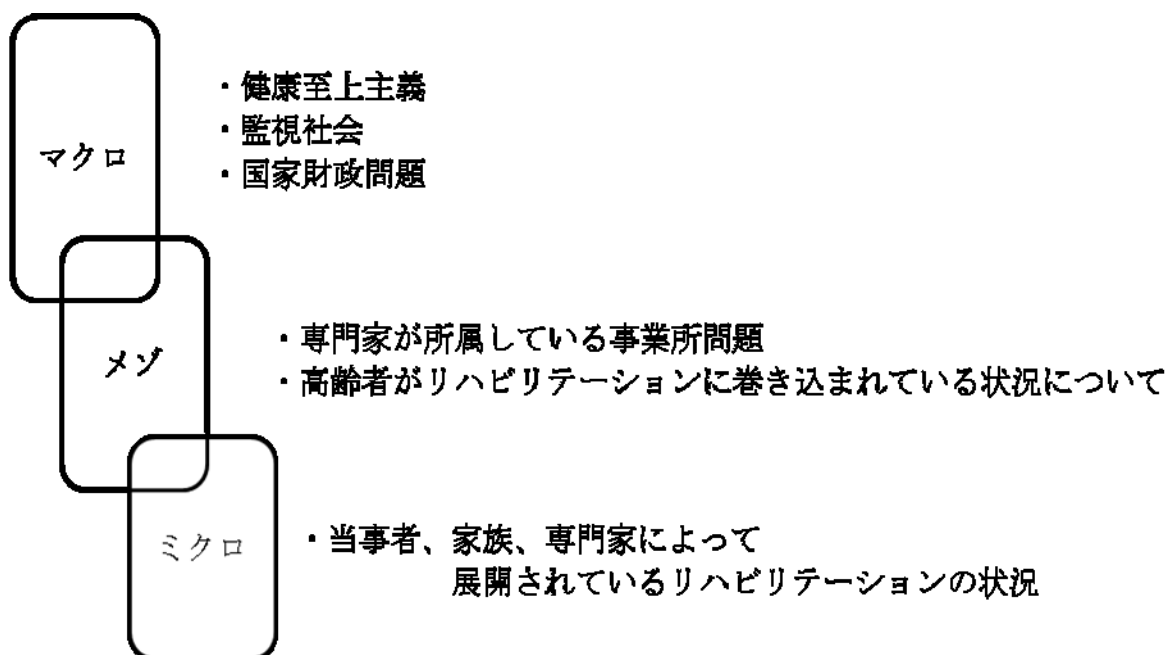 マクロ
・健康至上主義
・監視社会
・国家財政問題
メゾ
・専門家が所属している事業所問題
・高齢者がリハビリテーションに巻き込まれている状況について
ミクロ
・当事者、家族、専門家によって
展開されているリハビリテーションの状況